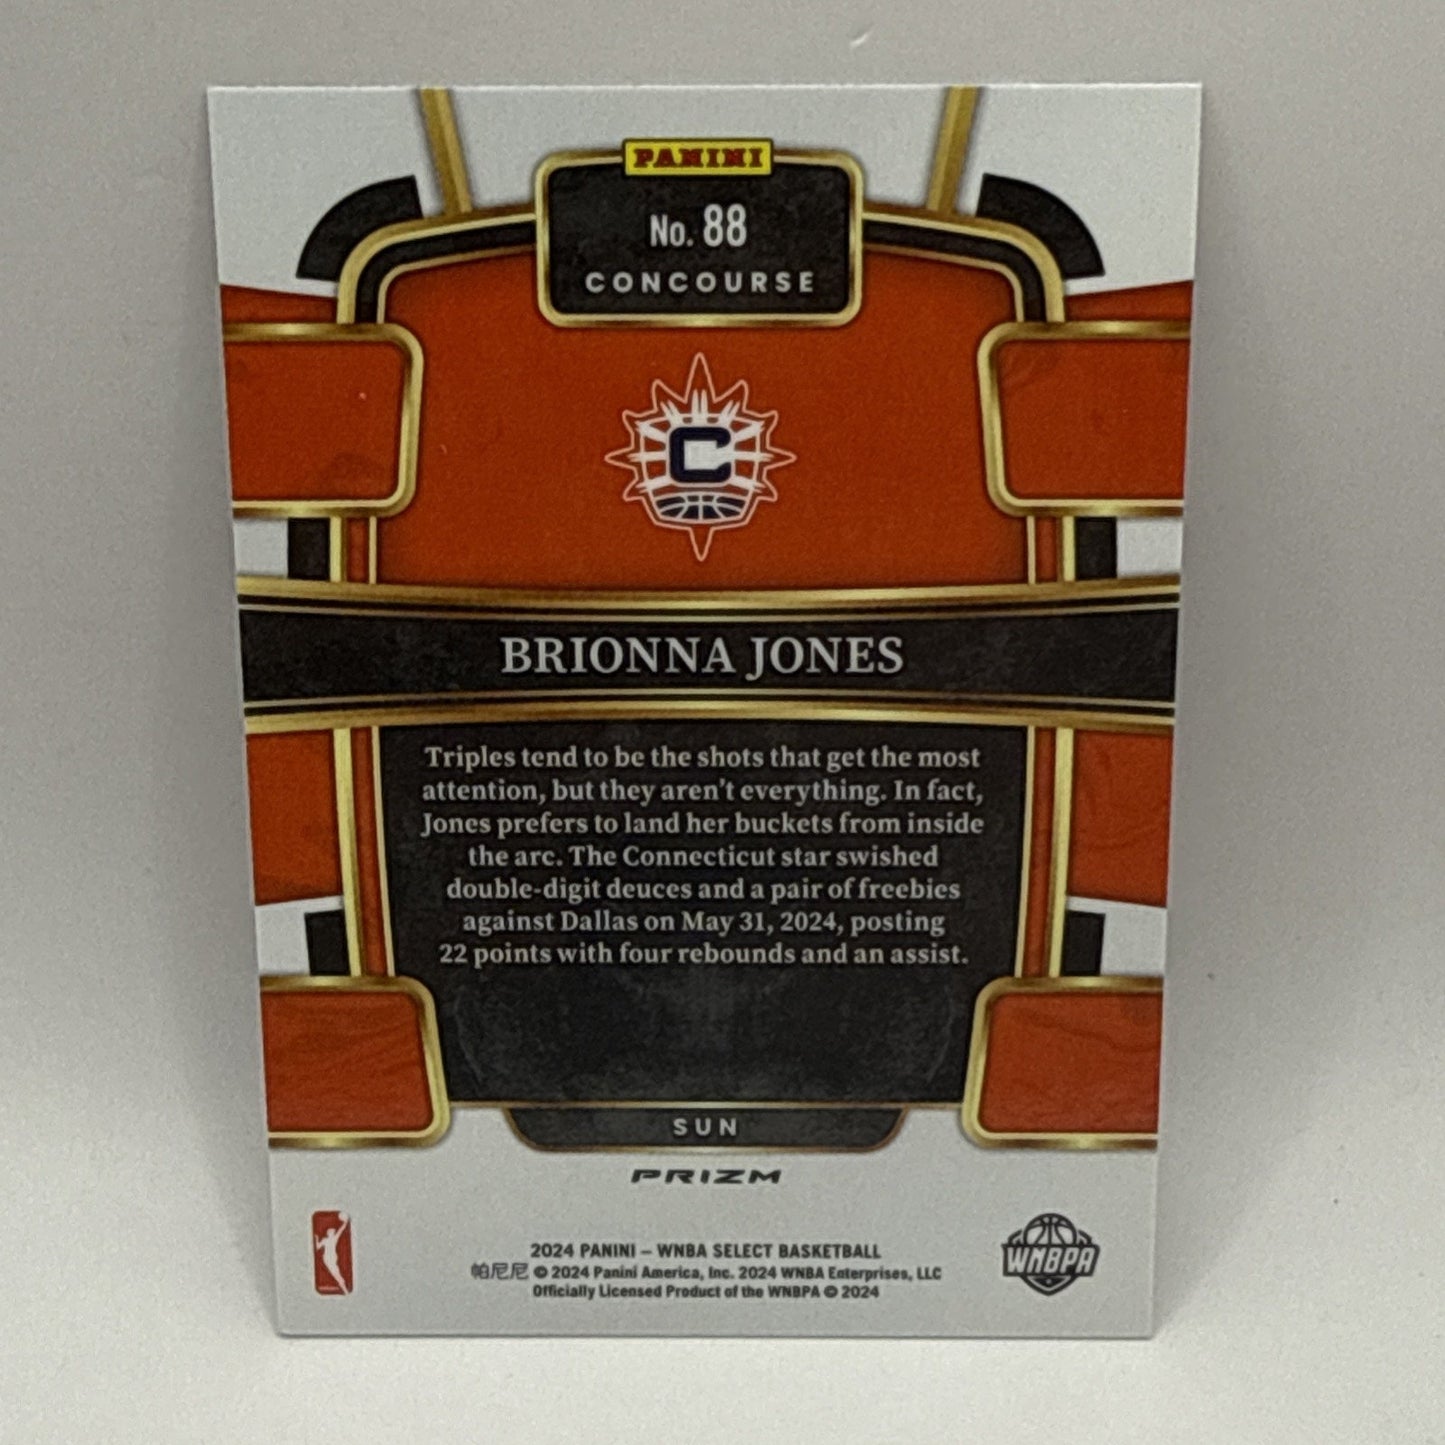 PANINI
No. 88
CONCOURSE
C
BRIONNA JONES
Triples tend to be the shots that get the most
attention, but they aren't everything. In fact,
Jones prefers to land her buckets from inside
the arc. The Connecticut star swished
double-digit deuces and a pair of freebies
against Dallas on May 31, 2024, posting
22 points with four rebounds and an assist.
SUN
PRIZM
2024 PANINI – WNBA SELECT BASKETBALL
帕尼尼 © 2024 Panini America, Inc. 2024 WNBA Enterprises, LLC
Officially Licensed Product of the WNBPA © 2024
WNBPA